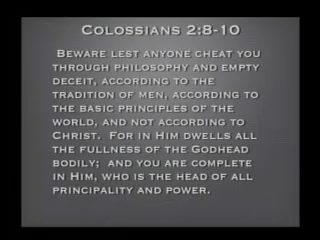 Colossians 2:8-10
Beware lest anyone cheat you
through philosophy and empty
deceit, according to the
tradition of men, according to
the basic principles of the
world, and not according to
Christ. For in Him dwells all
the fullness of the Godhead
bodily; and you are complete
in Him, who is the head of all
principality and power.